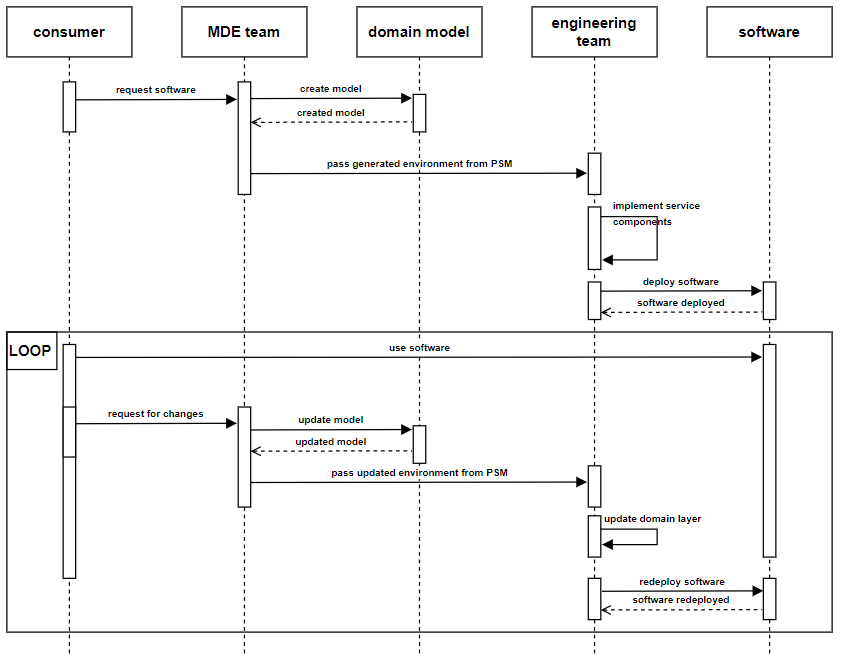 consumer
MDE team
domain model
engineering
team
software
request software
create model
created model
pass generated environment from PSM
implement service
components
deploy software
software deployed
LOOP
use software
request for changes
update model
updated model
pass updated environment from PSM
update domain layer
redeploy software
software redeployed